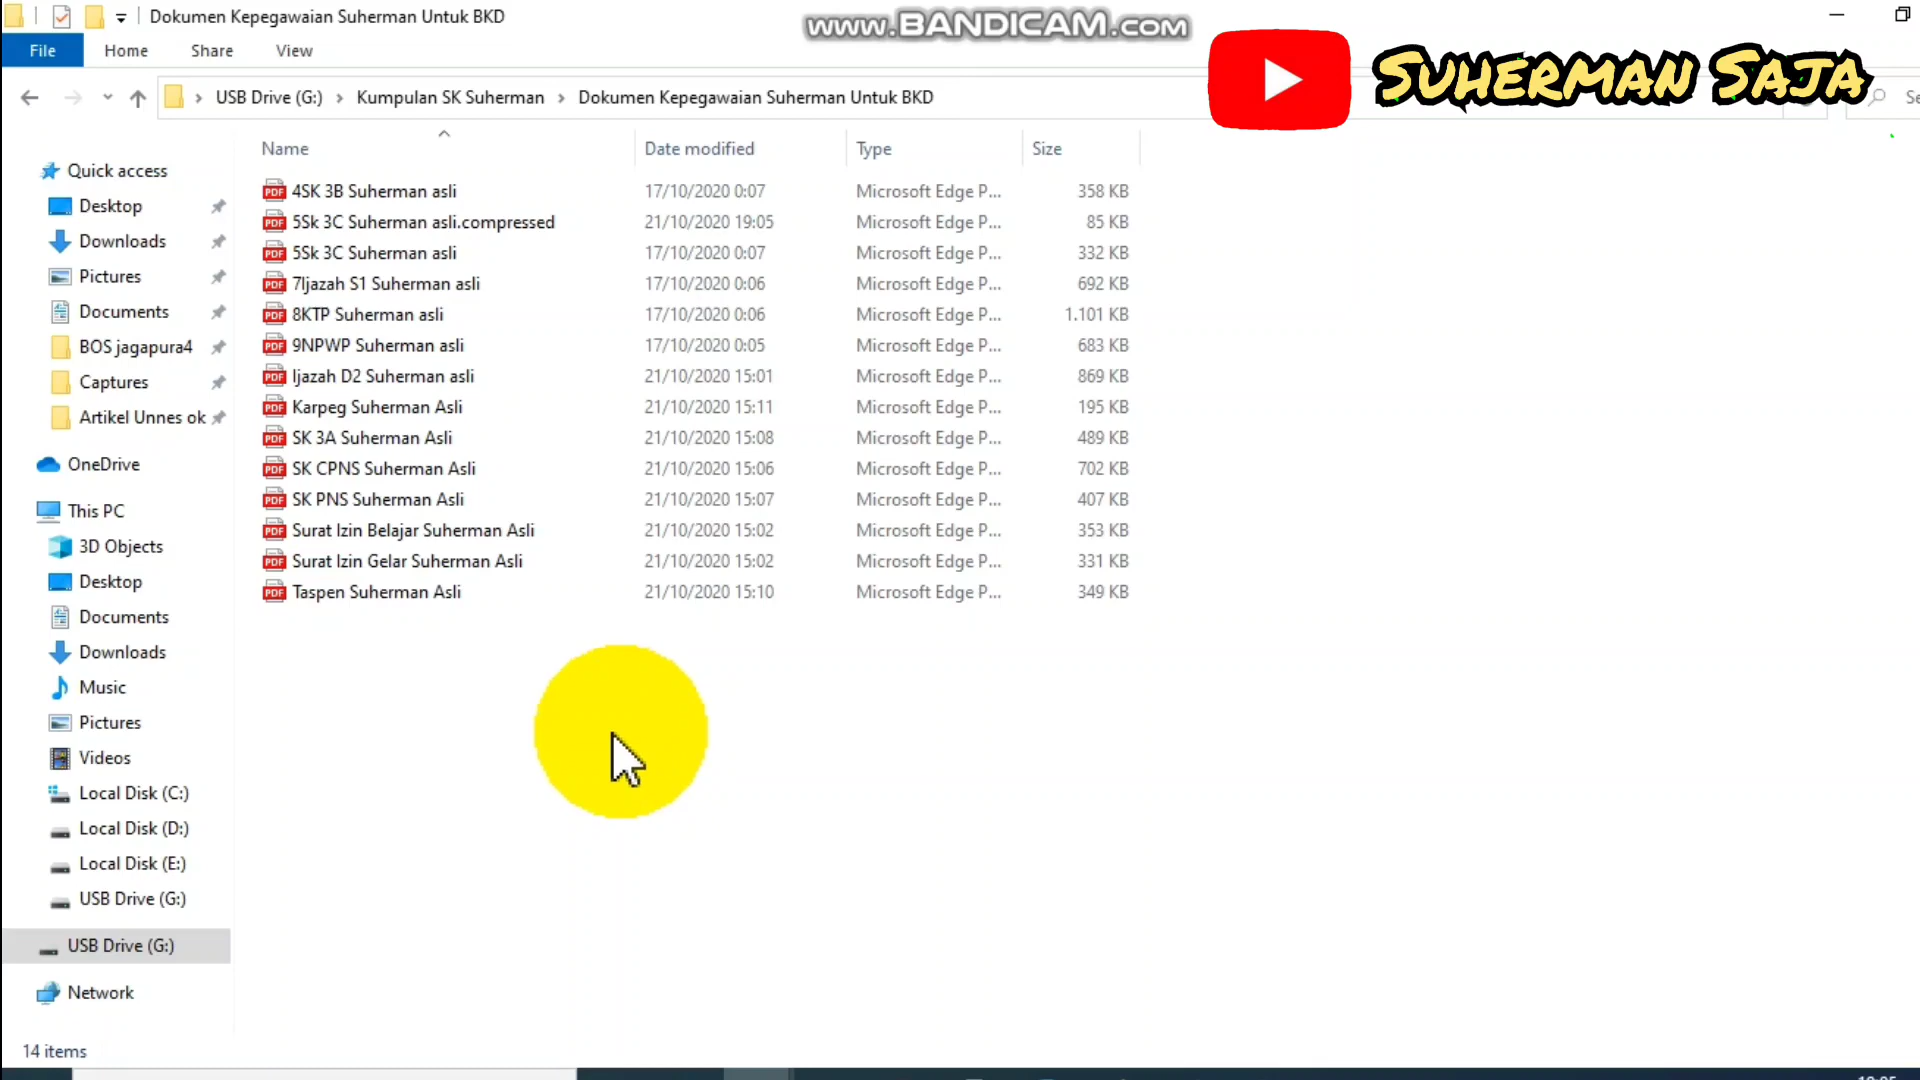 Dokumen Kepegawaian Suherman Untuk BKD
www.BANDICAM.com
File Home Share View
SUHERMAN SAJA
USB Drive (G:) › Kumpulan SK Suherman › Dokumen Kepegawaian Suherman Untuk BKD
Name Date modified Type Size
4SK 3B Suherman asli 17/10/2020 0:07 Microsoft Edge P... 358 KB
5Sk 3C Suherman asli.compressed 21/10/2020 19:05 Microsoft Edge P... 85 KB
5Sk 3C Suherman asli 17/10/2020 0:07 Microsoft Edge P... 332 KB
7Ijazah S1 Suherman asli 17/10/2020 0:06 Microsoft Edge P... 692 KB
8KTP Suherman asli 17/10/2020 0:06 Microsoft Edge P... 1.101 KB
9NPWP Suherman asli 17/10/2020 0:05 Microsoft Edge P... 683 KB
Ijazah D2 Suherman asli 21/10/2020 15:01 Microsoft Edge P... 869 KB
Karpeg Suherman Asli 21/10/2020 15:11 Microsoft Edge P... 195 KB
SK 3A Suherman Asli 21/10/2020 15:08 Microsoft Edge P... 489 KB
SK CPNS Suherman Asli 21/10/2020 15:06 Microsoft Edge P... 702 KB
SK PNS Suherman Asli 21/10/2020 15:07 Microsoft Edge P... 407 KB
Surat Izin Belajar Suherman Asli 21/10/2020 15:02 Microsoft Edge P... 353 KB
Surat Izin Gelar Suherman Asli 21/10/2020 15:02 Microsoft Edge P... 331 KB
Taspen Suherman Asli 21/10/2020 15:10 Microsoft Edge P... 349 KB
Quick access
Desktop
Downloads
Pictures
Documents
BOS jagapura4
Captures
Artikel Unnes ok
OneDrive
This PC
3D Objects
Desktop
Documents
Downloads
Music
Pictures
Videos
Local Disk (C:)
Local Disk (D:)
Local Disk (E:)
USB Drive (G:)
USB Drive (G:)
Network
14 items